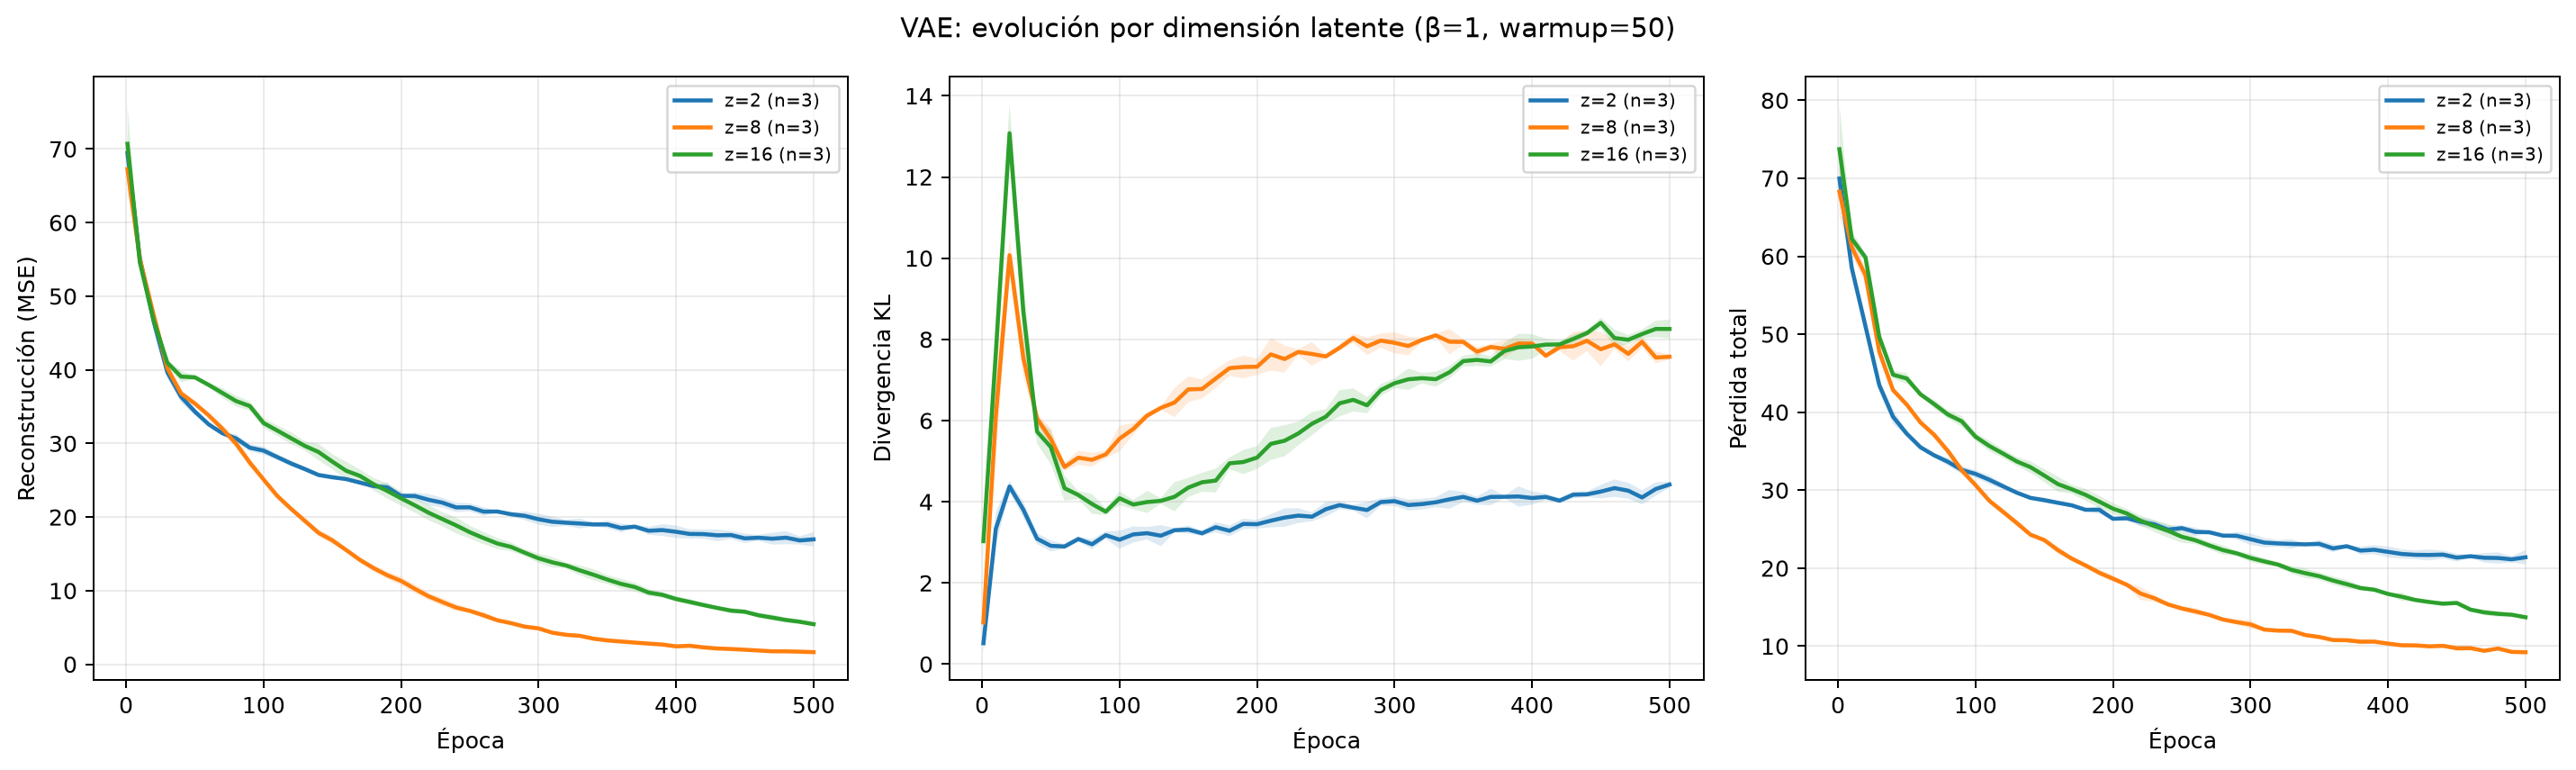 VAE: evolución por dimensión latente (β=1, warmup=50)
Reconstrucción (MSE)
70
60
50
40
30
20
10
0
z=2 (n=3)
z=8 (n=3)
z=16 (n=3)
0 100 200 300 400 500
Época
Divergencia KL
14
12
10
8
6
4
2
0
z=2 (n=3)
z=8 (n=3)
z=16 (n=3)
0 100 200 300 400 500
Época
Pérdida total
80
70
60
50
40
30
20
10
z=2 (n=3)
z=8 (n=3)
z=16 (n=3)
0 100 200 300 400 500
Época